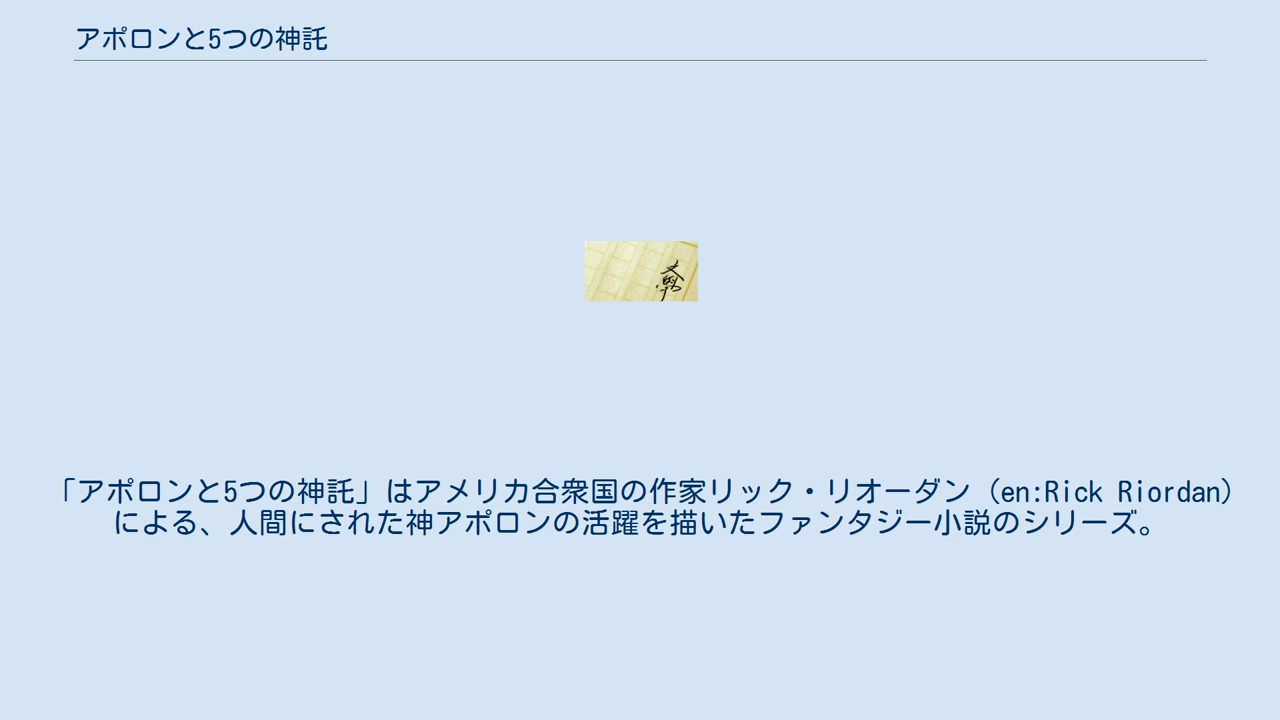 アポロンと5つの神託
「アポロンと5つの神託」はアメリカ合衆国の作家リック・リオーダン（en:Rick Riordan）
による、人間にされた神アポロンの活躍を描いたファンタジー小説のシリーズ。